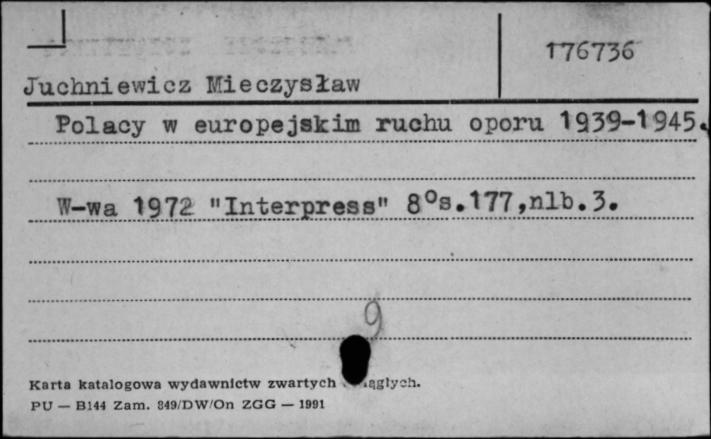 176736
Juchniewicz Mieczysław
Polacy w europejskim ruchu oporu 1939-1945.
W-wa 1972 "Interpress" 8°s.177,nlb.3.
9
Karta katalogowa wydawnictw zwartych
PU — B144 Zam. 849/DW/On ZGG — 1991